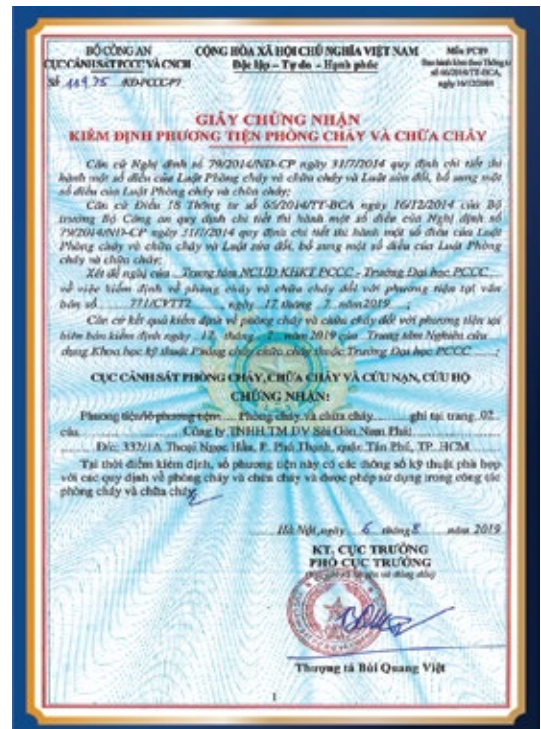 BỘ CÔNG AN
CỤC CẢNH SÁT PCCC VÀ CNCH
CỘNG HÒA XÃ HỘI CHỦ NGHĨA VIỆT NAM
Độc lập – Tự do – Hạnh phúc
Mẫu PC19
Ban hành kèm theo Thông tư
số 66/2014/TT-BCA,
ngày 16/12/2014
GIẤY CHỨNG NHẬN
KIỂM ĐỊNH PHƯƠNG TIỆN PHÒNG CHÁY VÀ CHỮA CHÁY
Căn cứ Nghị định số 79/2014/NĐ-CP ngày 31/7/2014 quy định chi tiết thi
hành một số điều của Luật Phòng cháy và chữa cháy và Luật sửa đổi, bổ sung một
số điều của Luật Phòng cháy và chữa cháy;
Căn cứ Điều 18 Thông tư số 66/2014/TT-BCA ngày 16/12/2014 của Bộ
trưởng Bộ Công an quy định chi tiết thi hành một số điều của Nghị định số
79/2014/NĐ-CP ngày 31/7/2014 quy định chi tiết thi hành một số điều của Luật
Phòng cháy và chữa cháy và Luật sửa đổi, bổ sung một số điều của Luật Phòng
cháy và chữa cháy;
Xét đề nghị của Trung tâm NCUD KHKT PCCC - Trường Đại học PCCC
về việc kiểm định về phòng cháy và chữa cháy đối với phương tiện tại văn
bản số 771/CVTT2 ngày 17 tháng 7 năm 2019;
Căn cứ kết quả kiểm định về phòng cháy và chữa cháy đối với phương tiện tại
biên bản kiểm định ngày 12 tháng 7 năm 2019 của Trung tâm Nghiên cứu
dụng Khoa học kỹ thuật Phòng cháy chữa cháy thuộc Trường Đại học PCCC ;
CỤC CẢNH SÁT PHÒNG CHÁY, CHỮA CHÁY VÀ CỨU NẠN, CỨU HỘ
CHỨNG NHẬN:
Phương tiện/lô phương tiện Phòng cháy và chữa cháy ghi tại trang 02
của Công ty TNHH TM DV Sài Gòn Nam Phát
Đ/c: 332/1A Thoại Ngọc Hầu, P. Phú Thạnh, quận Tân Phú, TP. HCM
Tại thời điểm kiểm định, số phương tiện này có các thông số kỹ thuật phù hợp
với các quy định về phòng cháy và chữa cháy và được phép sử dụng trong công tác
phòng cháy và chữa cháy
Hà Nội, ngày 6 tháng 8 năm 2019
KT. CỤC TRƯỞNG
PHÓ CỤC TRƯỞNG
Thượng tá Bùi Quang Việt
1